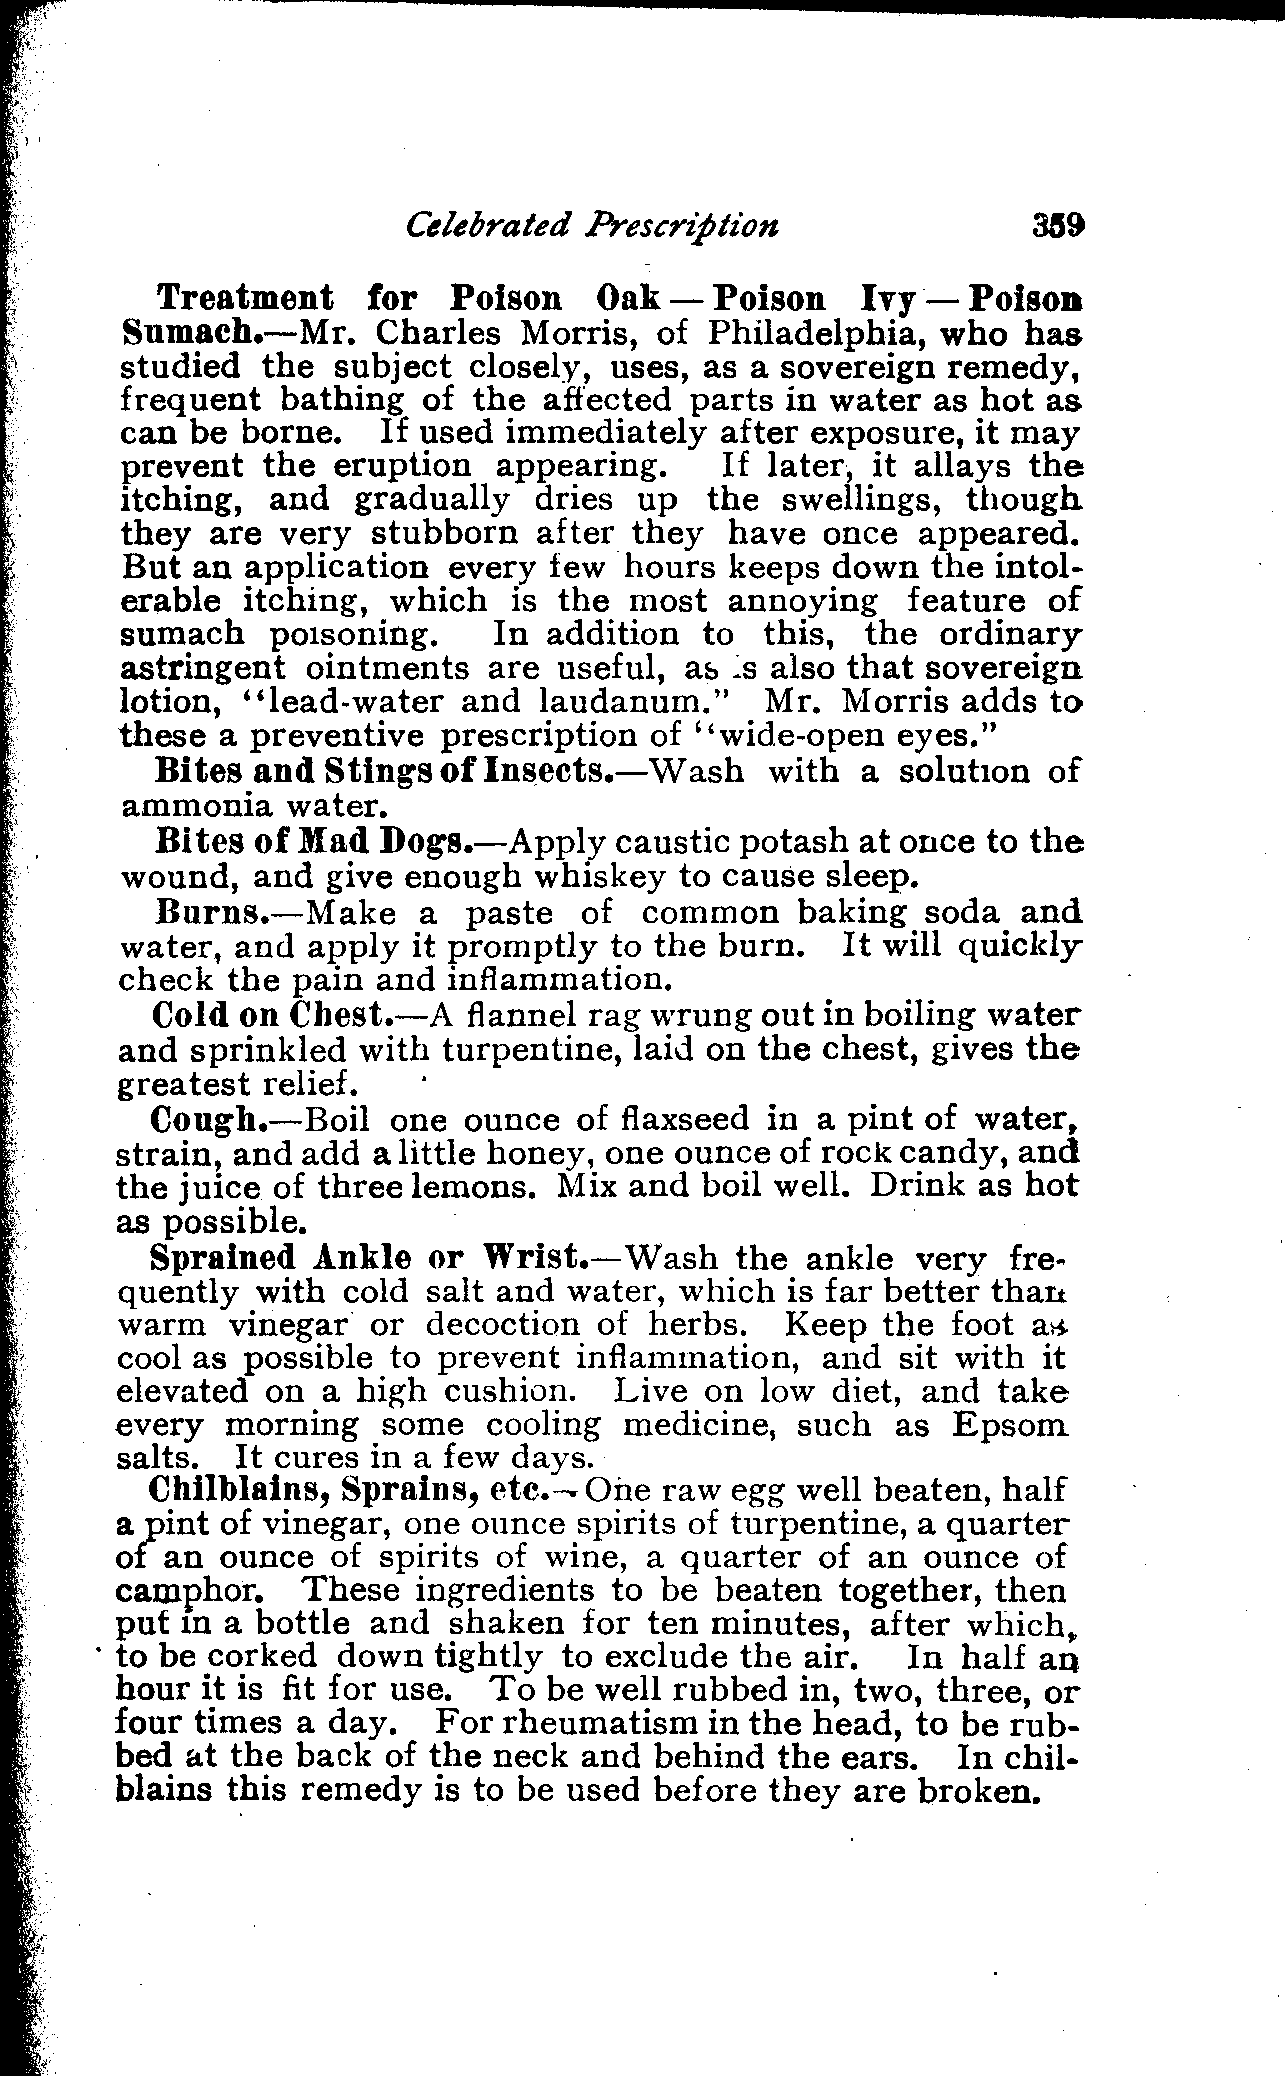 Celebrated Prescription 359
Treatment for Poison Oak — Poison Ivy — Poison
Sumach.—Mr. Charles Morris, of Philadelphia, who has
studied the subject closely, uses, as a sovereign remedy,
frequent bathing of the affected parts in water as hot as
can be borne. If used immediately after exposure, it may
prevent the eruption appearing. If later, it allays the
itching, and gradually dries up the swellings, though
they are very stubborn after they have once appeared.
But an application every few hours keeps down the intol-
erable itching, which is the most annoying feature of
sumach poisoning. In addition to this, the ordinary
astringent ointments are useful, as is also that sovereign
lotion, "lead-water and laudanum." Mr. Morris adds to
these a preventive prescription of "wide-open eyes."
Bites and Stings of Insects.—Wash with a solution of
ammonia water.
Bites of Mad Dogs.—Apply caustic potash at once to the
wound, and give enough whiskey to cause sleep.
Burns.—Make a paste of common baking soda and
water, and apply it promptly to the burn. It will quickly
check the pain and inflammation.
Cold on Chest.—A flannel rag wrung out in boiling water
and sprinkled with turpentine, laid on the chest, gives the
greatest relief.
Cough.—Boil one ounce of flaxseed in a pint of water,
strain, and add a little honey, one ounce of rock candy, and
the juice of three lemons. Mix and boil well. Drink as hot
as possible.
Sprained Ankle or Wrist.—Wash the ankle very fre-
quently with cold salt and water, which is far better than
warm vinegar or decoction of herbs. Keep the foot as
cool as possible to prevent inflammation, and sit with it
elevated on a high cushion. Live on low diet, and take
every morning some cooling medicine, such as Epsom
salts. It cures in a few days.
Chilblains, Sprains, etc.—One raw egg well beaten, half
a pint of vinegar, one ounce spirits of turpentine, a quarter
of an ounce of spirits of wine, a quarter of an ounce of
camphor. These ingredients to be beaten together, then
put in a bottle and shaken for ten minutes, after which,
to be corked down tightly to exclude the air. In half an
hour it is fit for use. To be well rubbed in, two, three, or
four times a day. For rheumatism in the head, to be rub-
bed at the back of the neck and behind the ears. In chil-
blains this remedy is to be used before they are broken.